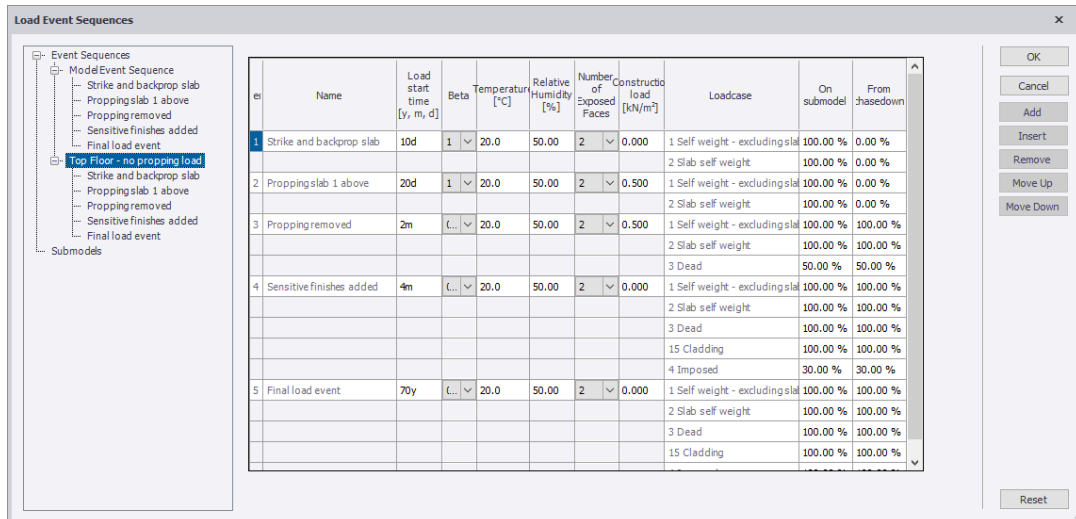 Load Event Sequences
x
Event Sequences
Model Event Sequence
Strike and backprop slab
Propping slab 1 above
Propping removed
Sensitive finishes added
Final load event
Top Floor - no propping load
Strike and backprop slab
Propping slab 1 above
Propping removed
Sensitive finishes added
Final load event
Submodels
Name Load start time [y, m, d] Beta Temperature [°C] Relative Humidity [%] Number of Exposed Faces Constructio load [kN/m²] Loadcase On submodel From chasedown
1 Strike and backprop slab 10d 1 20.0 50.00 2 0.000 1 Self weight - excluding slal 100.00 % 0.00 %
2 Slab self weight 100.00 % 0.00 %
2 Propping slab 1 above 20d 1 20.0 50.00 2 0.500 1 Self weight - excluding slal 100.00 % 0.00 %
2 Slab self weight 100.00 % 0.00 %
3 Propping removed 2m (... 20.0 50.00 2 0.500 1 Self weight - excluding slal 100.00 % 100.00 %
2 Slab self weight 100.00 % 100.00 %
3 Dead 50.00 % 50.00 %
4 Sensitive finishes added 4m (... 20.0 50.00 2 0.000 1 Self weight - excluding slal 100.00 % 100.00 %
2 Slab self weight 100.00 % 100.00 %
3 Dead 100.00 % 100.00 %
15 Cladding 100.00 % 100.00 %
4 Imposed 30.00 % 30.00 %
5 Final load event 70y (... 20.0 50.00 2 0.000 1 Self weight - excluding slal 100.00 % 100.00 %
2 Slab self weight 100.00 % 100.00 %
3 Dead 100.00 % 100.00 %
15 Cladding 100.00 % 100.00 %
OK
Cancel
Add
Insert
Remove
Move Up
Move Down
Reset